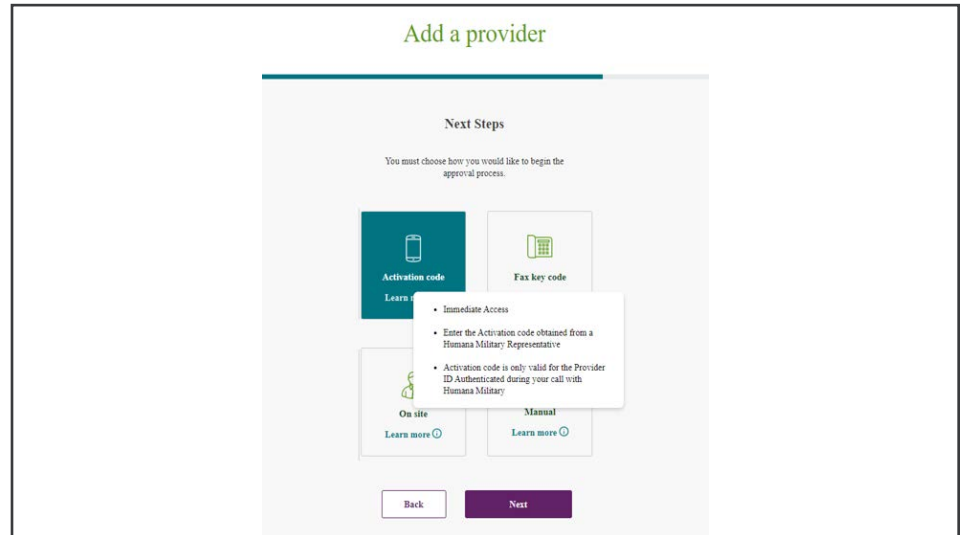 Add a provider
Next Steps
You must choose how you would like to begin the
approval process.
Activation code
Fax key code
Learn
• Immediate Access
• Enter the Activation code obtained from a
Humana Military Representative
• Activation code is only valid for the Provider
ID Authenticated during your call with
Humana Military
On site
Manual
Learn more
Learn more
Back
Next